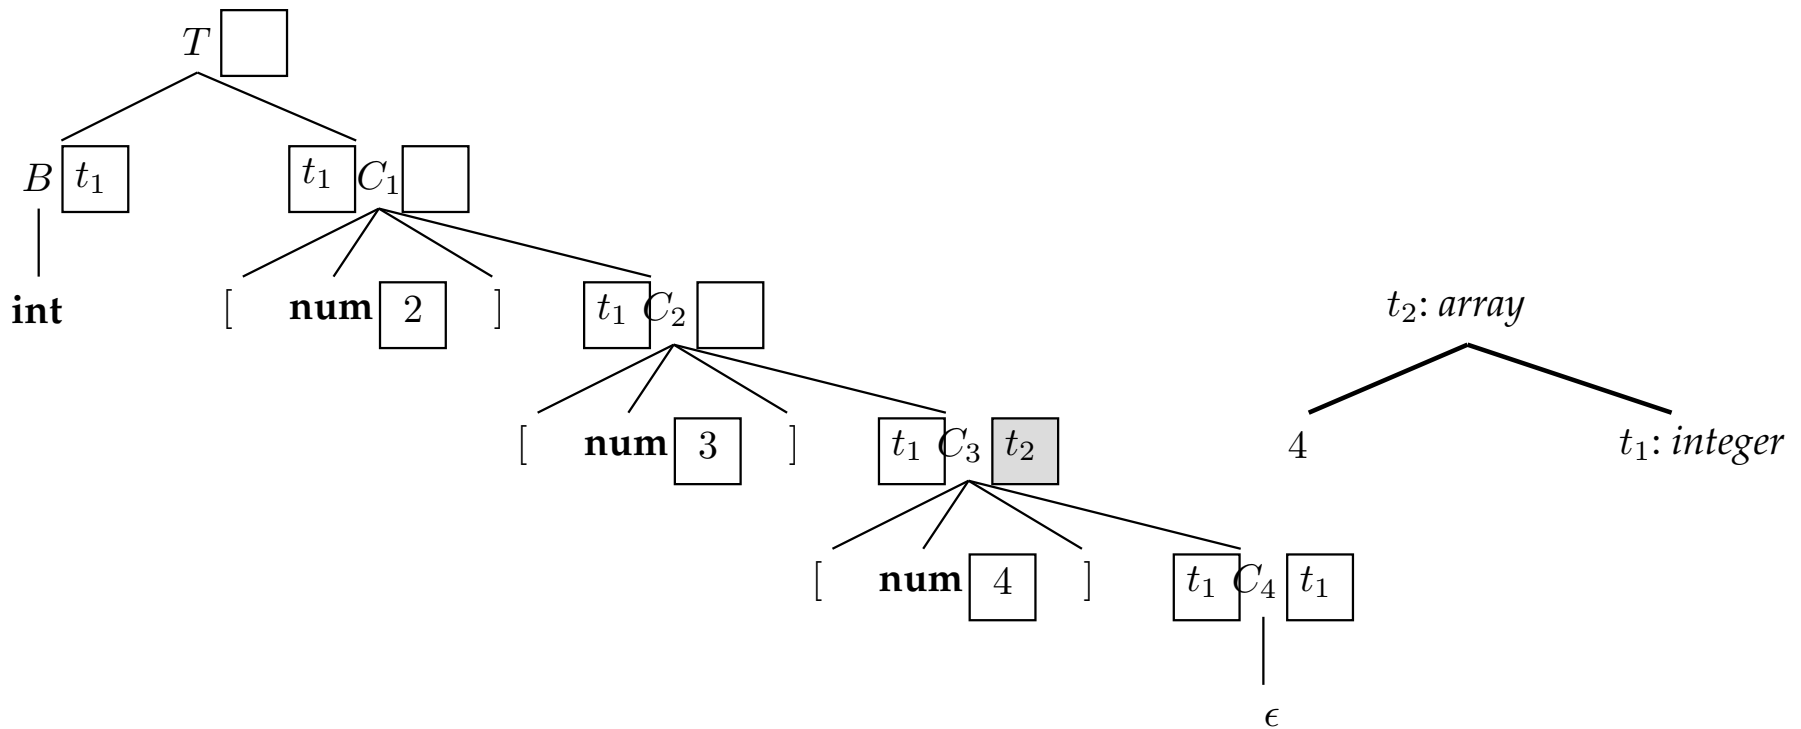 T
B t₁ t₁ C₁
int [ num 2 ] t₁ C₂ t₂: array
[ num 3 ] t₁ C₃ t₂ 4 t₁: integer
[ num 4 ] t₁ C₄ t₁
ϵ